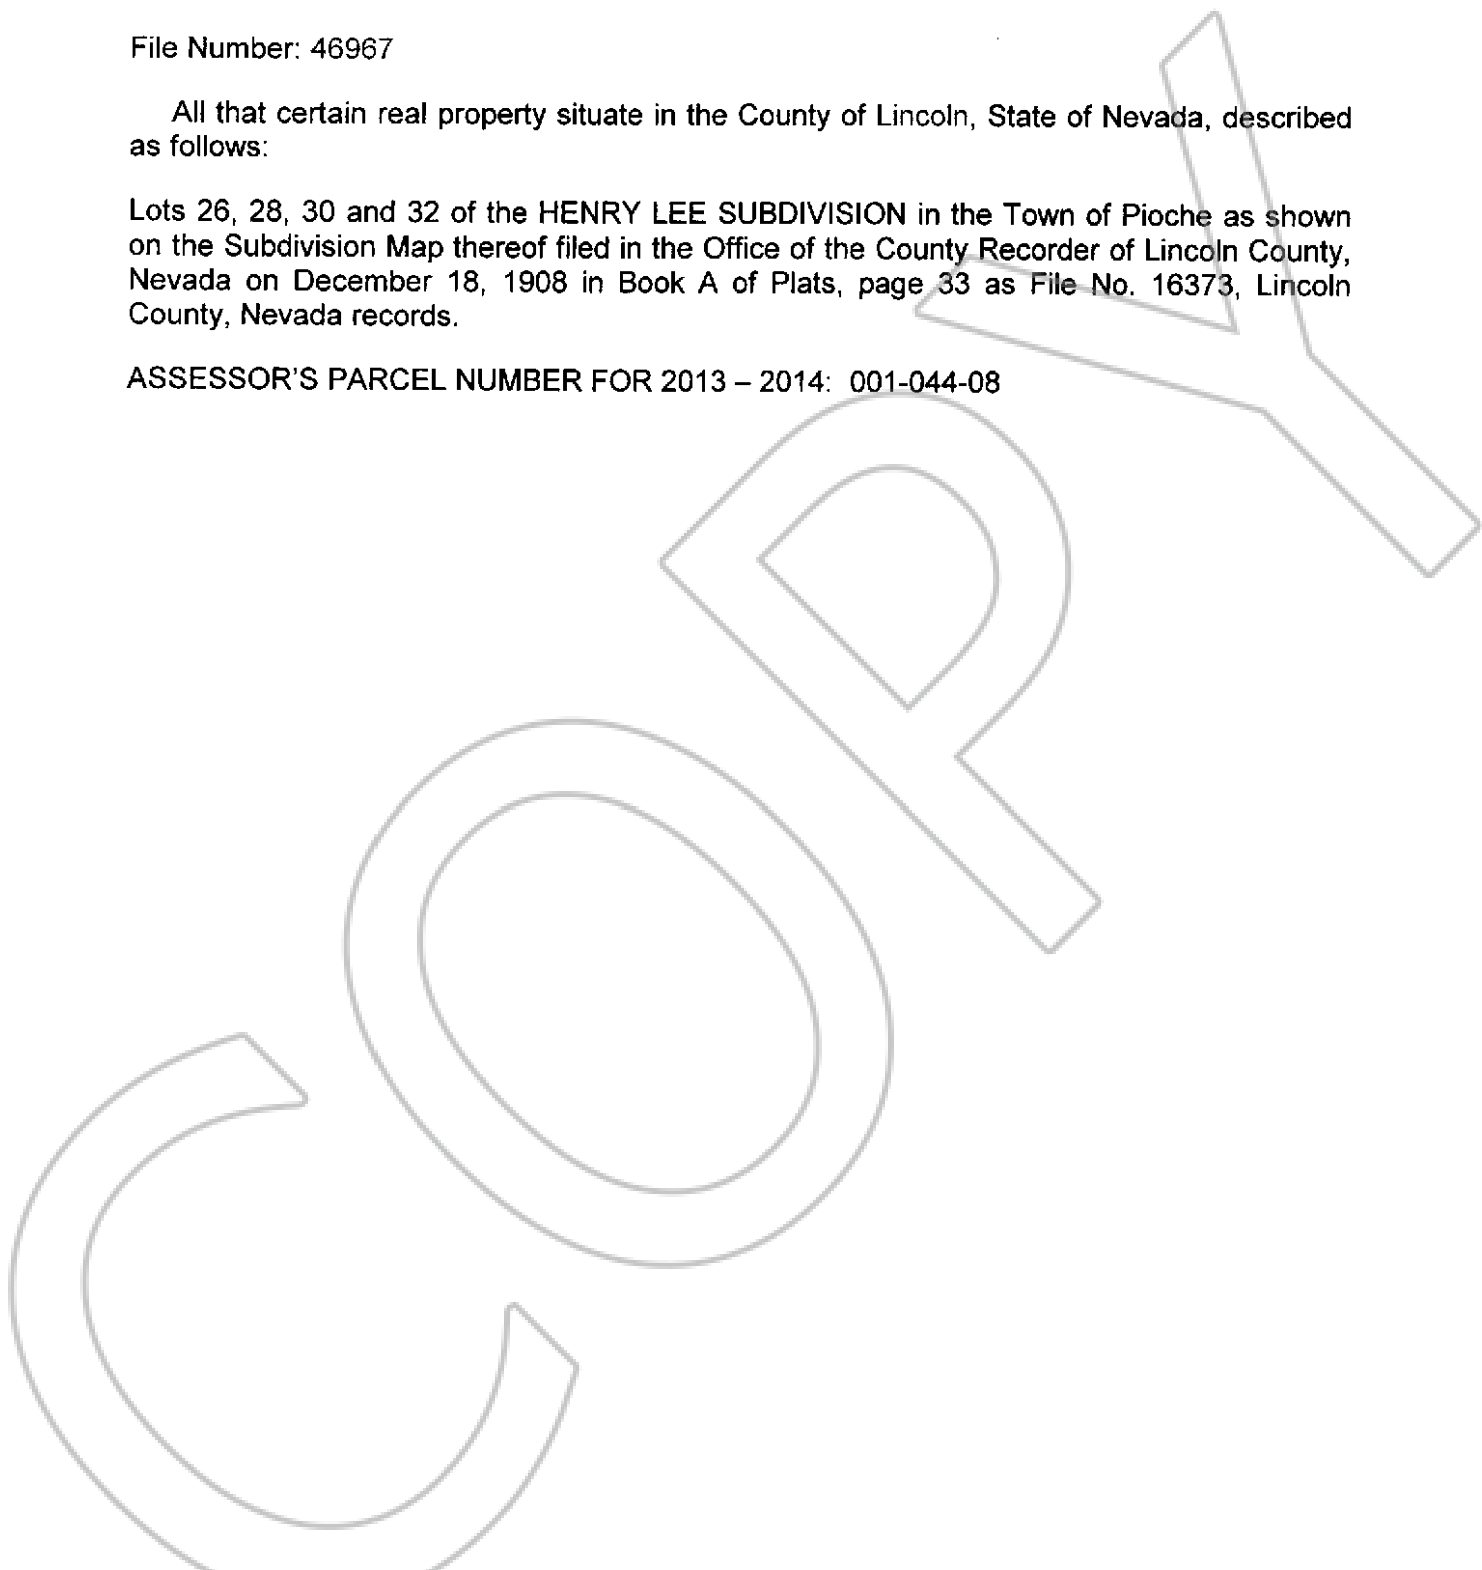 File Number: 46967
All that certain real property situate in the County of Lincoln, State of Nevada, described
as follows:
Lots 26, 28, 30 and 32 of the HENRY LEE SUBDIVISION in the Town of Pioche as shown
on the Subdivision Map thereof filed in the Office of the County Recorder of Lincoln County,
Nevada on December 18, 1908 in Book A of Plats, page 33 as File No. 16373, Lincoln
County, Nevada records.
ASSESSOR'S PARCEL NUMBER FOR 2013 – 2014: 001-044-08
COPY